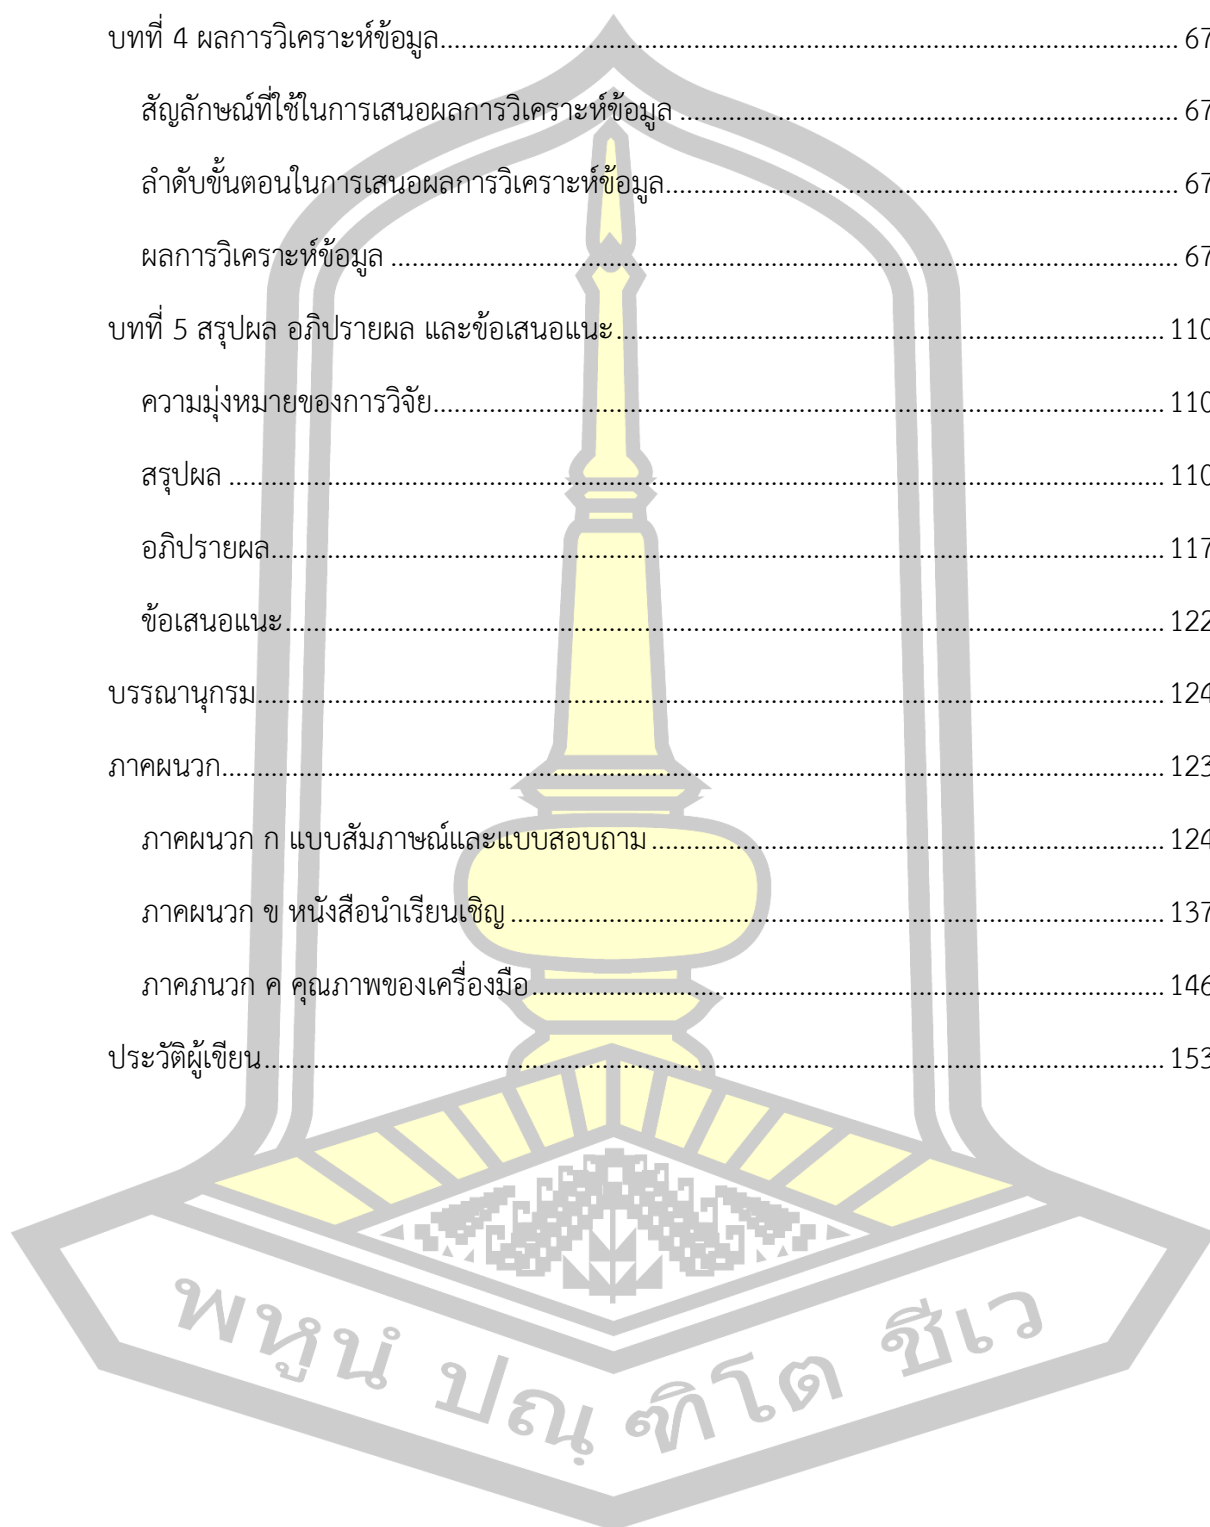 บทที่ 4 ผลการวิเคราะห์ข้อมูล.................... 67
สัญลักษณ์ที่ใช้ในการเสนอผลการวิเคราะห์ข้อมูล .................... 67
ลำดับขั้นตอนในการเสนอผลการวิเคราะห์ข้อมูล.................... 67
ผลการวิเคราะห์ข้อมูล .................... 67
บทที่ 5 สรุปผล อภิปรายผล และข้อเสนอแนะ.................... 110
ความมุ่งหมายของการวิจัย.................... 110
สรุปผล .................... 110
อภิปรายผล.................... 117
ข้อเสนอแนะ.................... 122
บรรณานุกรม.................... 124
ภาคผนวก.................... 123
ภาคผนวก ก แบบสัมภาษณ์และแบบสอบถาม .................... 124
ภาคผนวก ข หนังสือนำเรียนเชิญ .................... 137
ภาคภนวก ค คุณภาพของเครื่องมือ .................... 146
ประวัติผู้เขียน.................... 153
พหูนํ ปณฺฑิโต ชีเว